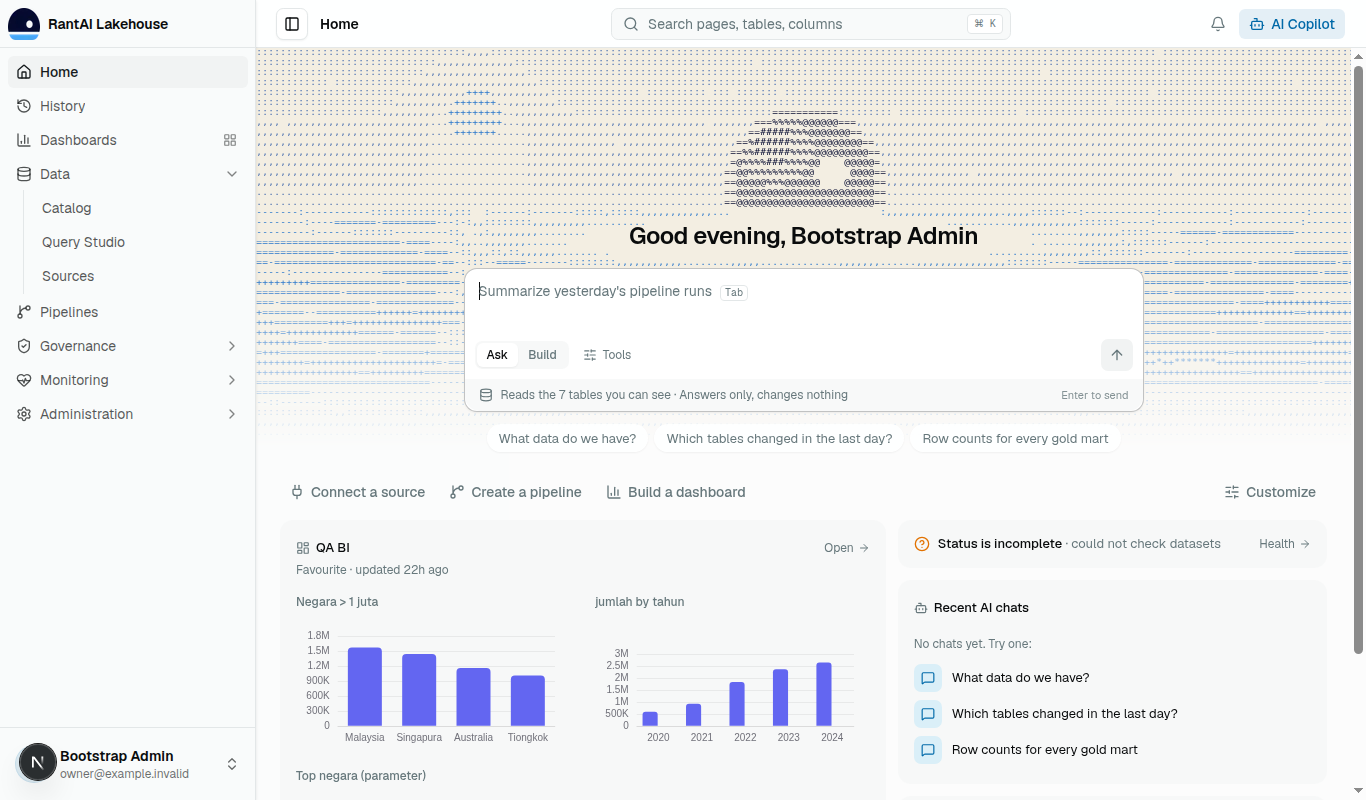 RantAI Lakehouse
Home
Search pages, tables, columns
⌘ K
AI Copilot
Home
History
Dashboards
Data
Catalog
Query Studio
Sources
Pipelines
Governance
Monitoring
Administration
Good evening, Bootstrap Admin
Summarize yesterday's pipeline runs Tab
Ask Build Tools
Reads the 7 tables you can see · Answers only, changes nothing
Enter to send
What data do we have?
Which tables changed in the last day?
Row counts for every gold mart
Connect a source
Create a pipeline
Build a dashboard
Customize
QA BI
Open →
Favourite · updated 22h ago
Negara > 1 juta
1.8M
1.5M
1.2M
900K
600K
300K
0
Malaysia Singapura Australia Tiongkok
jumlah by tahun
3M
2.5M
2M
1.5M
1M
500K
0
2020 2021 2022 2023 2024
Top negara (parameter)
Status is incomplete · could not check datasets
Health →
Recent AI chats
No chats yet. Try one:
What data do we have?
Which tables changed in the last day?
Row counts for every gold mart
N
Bootstrap Admin
owner@example.invalid